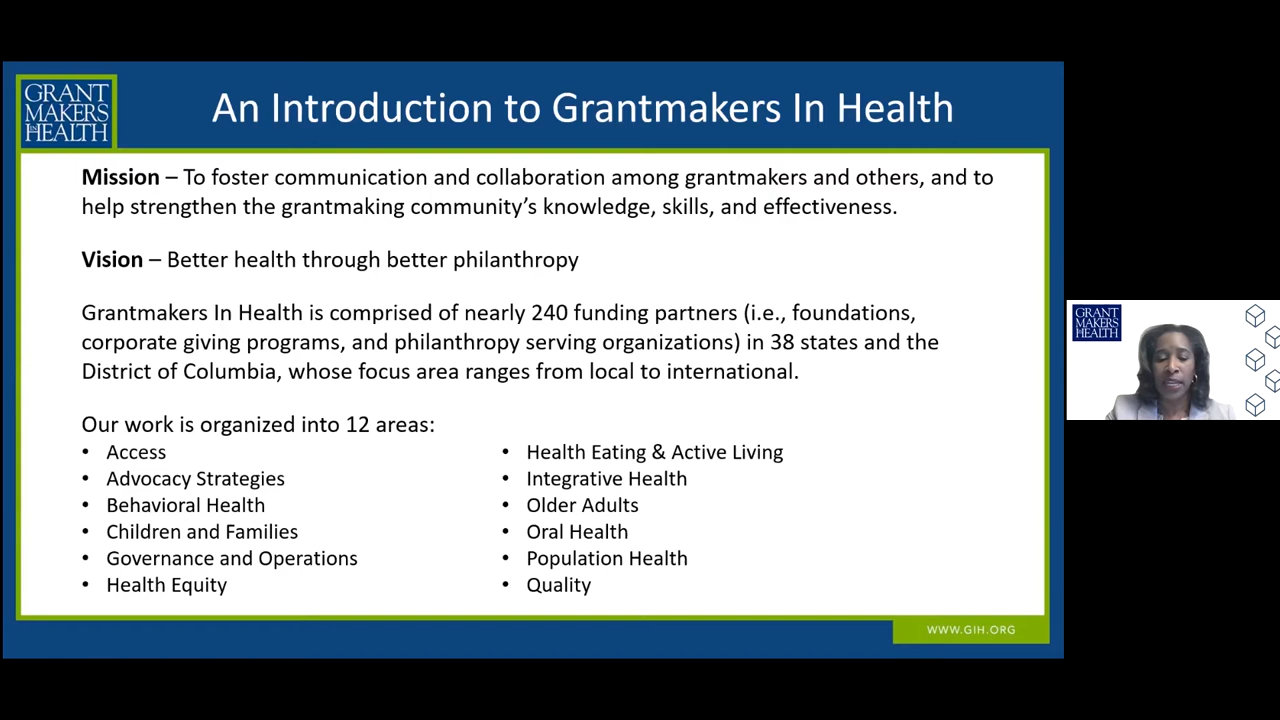 GRANT
MAKERS
IN HEALTH
An Introduction to Grantmakers In Health
Mission – To foster communication and collaboration among grantmakers and others, and to
help strengthen the grantmaking community's knowledge, skills, and effectiveness.
Vision – Better health through better philanthropy
Grantmakers In Health is comprised of nearly 240 funding partners (i.e., foundations,
corporate giving programs, and philanthropy serving organizations) in 38 states and the
District of Columbia, whose focus area ranges from local to international.
Our work is organized into 12 areas:
• Access
• Advocacy Strategies
• Behavioral Health
• Children and Families
• Governance and Operations
• Health Equity
• Health Eating & Active Living
• Integrative Health
• Older Adults
• Oral Health
• Population Health
• Quality
WWW.GIH.ORG
GRANT
MAKERS
IN HEALTH